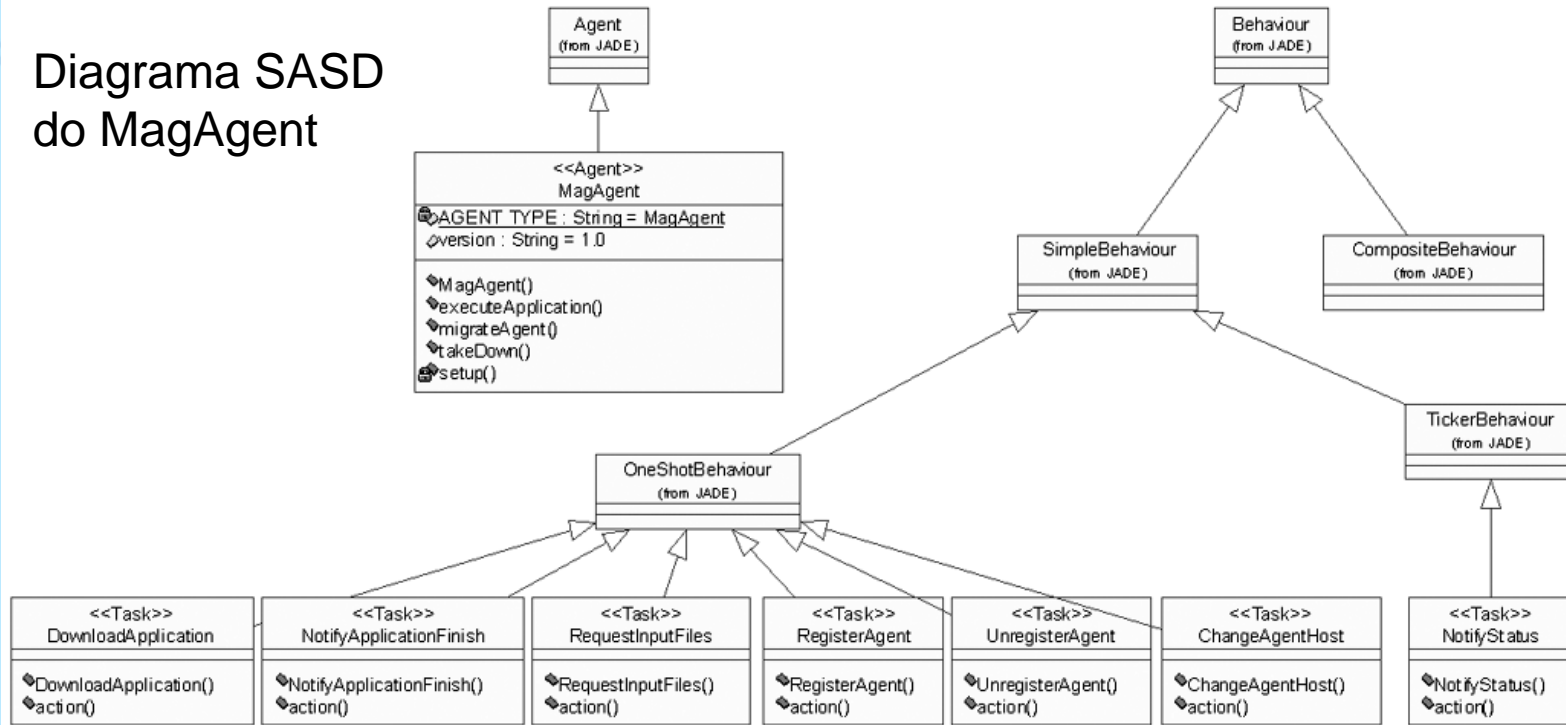 Diagrama SASD
do MagAgent
Agent
(from JADE)
<<Agent>>
MagAgent
AGENT TYPE : String = MagAgent
version : String = 1.0
MagAgent()
executeApplication()
migrateAgent()
takeDown()
setup()
Behaviour
(from JADE)
SimpleBehaviour
(from JADE)
CompositeBehaviour
(from JADE)
OneShotBehaviour
(from JADE)
TickerBehaviour
(from JADE)
<<Task>>
DownloadApplication
DownloadApplication()
action()
<<Task>>
NotifyApplicationFinish
NotifyApplicationFinish()
action()
<<Task>>
RequestInputFiles
RequestInputFiles()
action()
<<Task>>
RegisterAgent
RegisterAgent()
action()
<<Task>>
UnregisterAgent
UnregisterAgent()
action()
<<Task>>
ChangeAgentHost
ChangeAgentHost()
action()
<<Task>>
NotifyStatus
NotifyStatus()
action()